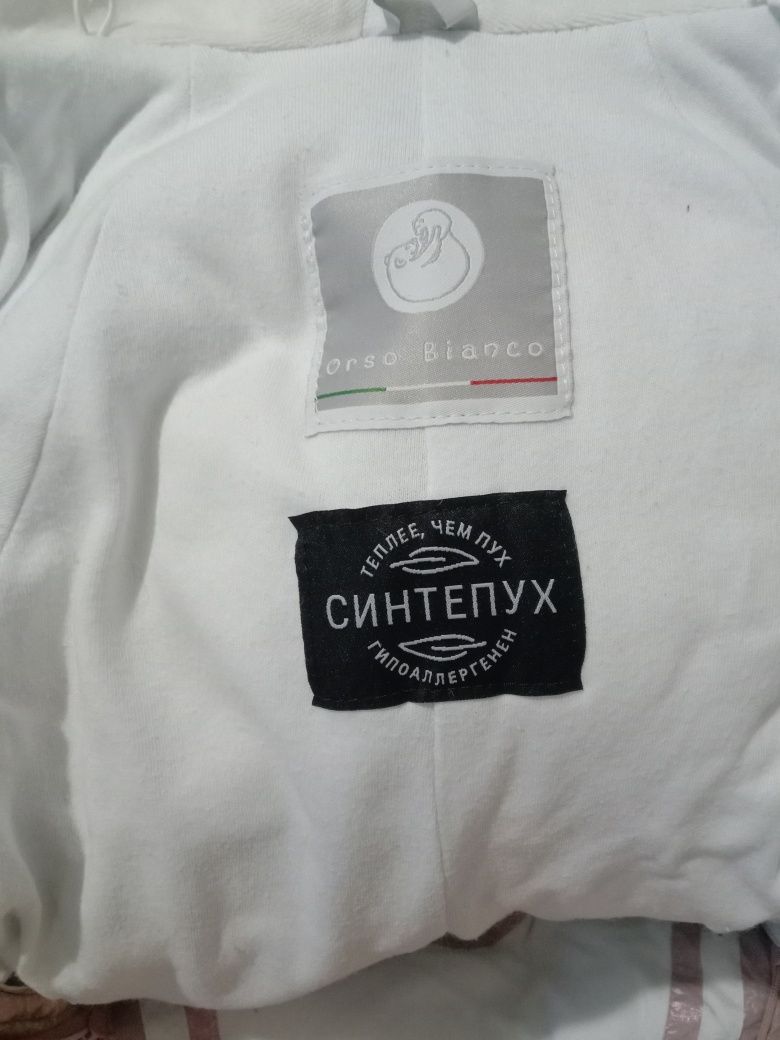 Orso Bianco
ТЕПЛЕЕ, ЧЕМ ПУХ
СИНТЕПУХ
ГИПОАЛЛЕРГЕНЕН